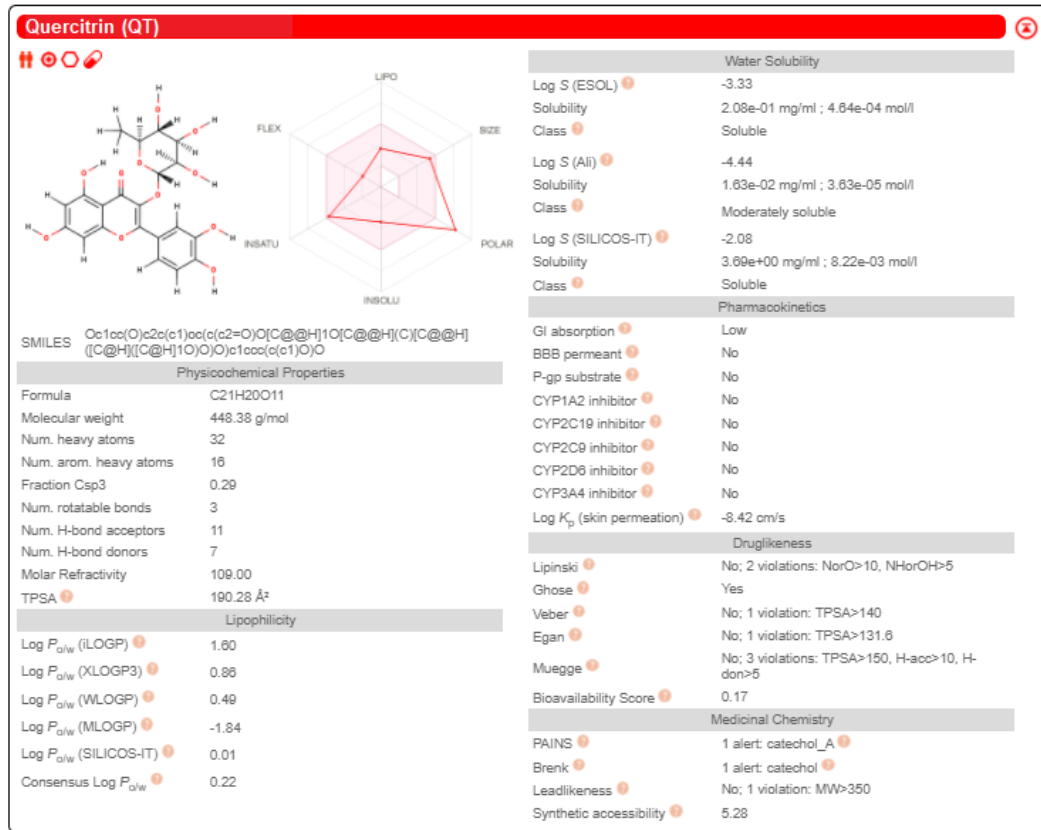 Quercitrin (QT)
LIPO
FLEX
SIZE
INSATU
POLAR
INSOLU
SMILES Oc1cc(O)c2c(c1)oc(c(c2=O)O[C@@H]1O[C@@H](C)[C@@H]
([C@H]([C@H]1O)O)O)c1ccc(c(c1)O)O
Physicochemical Properties
Formula C21H20O11
Molecular weight 448.38 g/mol
Num. heavy atoms 32
Num. arom. heavy atoms 16
Fraction Csp3 0.29
Num. rotatable bonds 3
Num. H-bond acceptors 11
Num. H-bond donors 7
Molar Refractivity 109.00
TPSA ? 190.28 Å²
Lipophilicity
Log Po/w (iLOGP) ? 1.60
Log Po/w (XLOGP3) ? 0.86
Log Po/w (WLOGP) ? 0.49
Log Po/w (MLOGP) ? -1.84
Log Po/w (SILICOS-IT) ? 0.01
Consensus Log Po/w ? 0.22
Water Solubility
Log S (ESOL) ? -3.33
Solubility 2.08e-01 mg/ml ; 4.64e-04 mol/l
Class ? Soluble
Log S (Ali) ? -4.44
Solubility 1.63e-02 mg/ml ; 3.63e-05 mol/l
Class ? Moderately soluble
Log S (SILICOS-IT) ? -2.08
Solubility 3.69e+00 mg/ml ; 8.22e-03 mol/l
Class ? Soluble
Pharmacokinetics
GI absorption ? Low
BBB permeant ? No
P-gp substrate ? No
CYP1A2 inhibitor ? No
CYP2C19 inhibitor ? No
CYP2C9 inhibitor ? No
CYP2D6 inhibitor ? No
CYP3A4 inhibitor ? No
Log Kp (skin permeation) ? -8.42 cm/s
Druglikeness
Lipinski ? No; 2 violations: NorO>10, NHorOH>5
Ghose ? Yes
Veber ? No; 1 violation: TPSA>140
Egan ? No; 1 violation: TPSA>131.6
Muegge ? No; 3 violations: TPSA>150, H-acc>10, H-
don>5
Bioavailability Score ? 0.17
Medicinal Chemistry
PAINS ? 1 alert: catechol_A ?
Brenk ? 1 alert: catechol ?
Leadlikeness ? No; 1 violation: MW>350
Synthetic accessibility ? 5.28